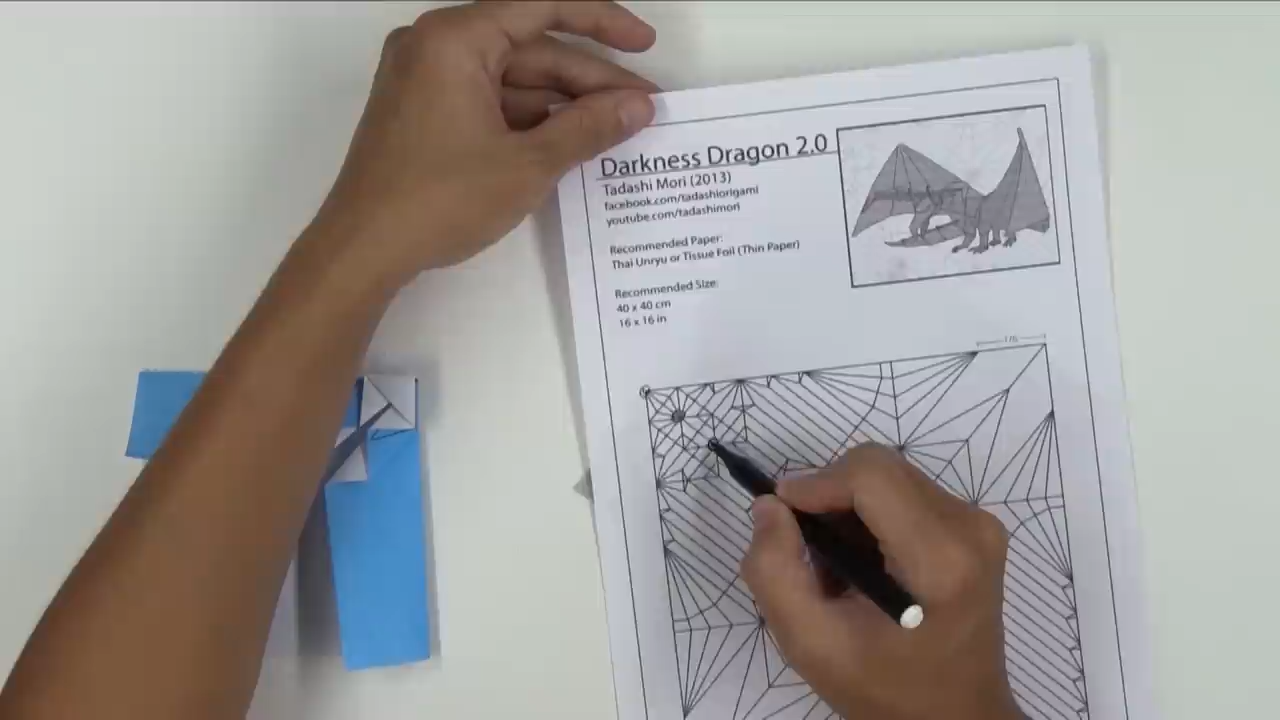 Darkness Dragon 2.0
Tadashi Mori (2013)
facebook.com/tadashiorigami
youtube.com/tadashimori
Recommended Paper:
Thai Unryu or Tissue Foil (Thin Paper)
Recommended Size:
40 x 40 cm
16 x 16 in